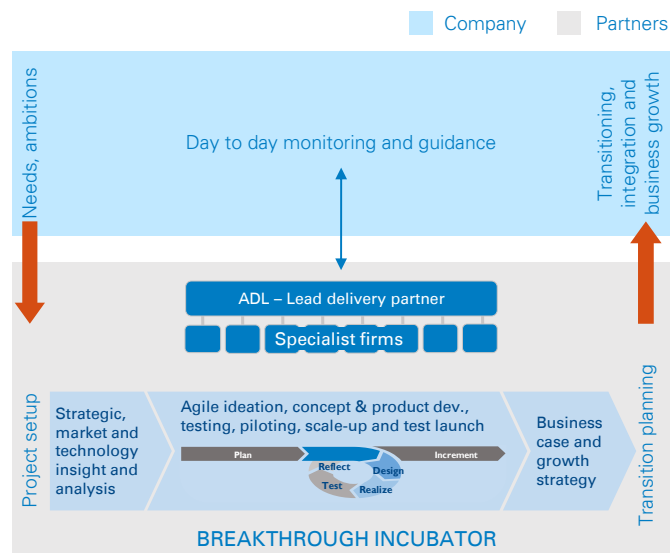 Company
Partners
Needs, ambitions
Day to day monitoring and guidance
Transitioning,
integration and
business growth
ADL – Lead delivery partner
Specialist firms
Project setup
Strategic,
market and
technology
insight and
analysis
Agile ideation, concept & product dev.,
testing, piloting, scale-up and test launch
Plan
Increment
Reflect
Design
Test
Realize
Business
case and
growth
strategy
Transition planning
BREAKTHROUGH INCUBATOR